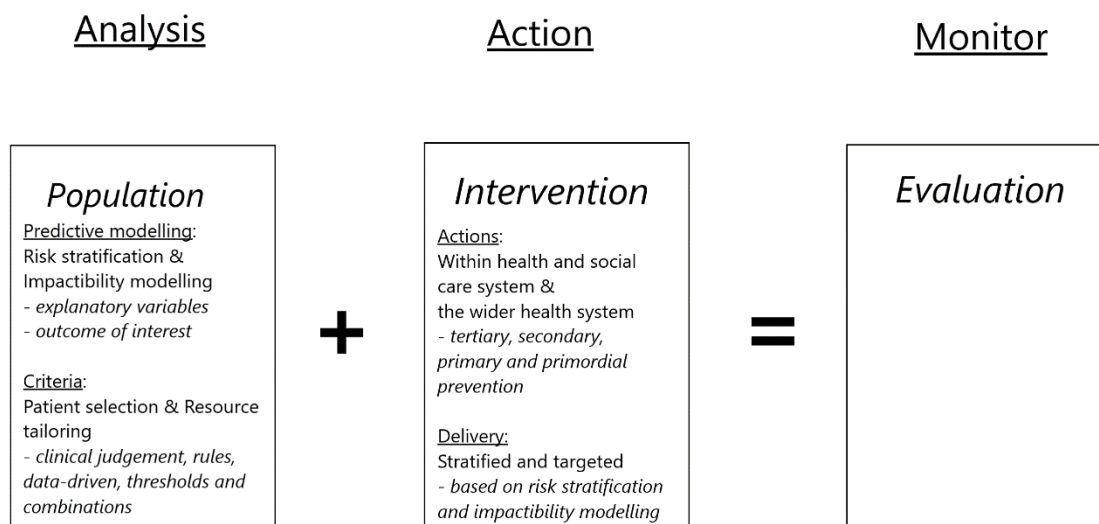 Analysis
Action
Monitor
Population
Predictive modelling:
Risk stratification &
Impactibility modelling
- explanatory variables
- outcome of interest
Criteria:
Patient selection & Resource
tailoring
- clinical judgement, rules,
data-driven, thresholds and
combinations
+
Intervention
Actions:
Within health and social
care system &
the wider health system
- tertiary, secondary,
primary and primordial
prevention
Delivery:
Stratified and targeted
- based on risk stratification
and impactibility modelling
=
Evaluation